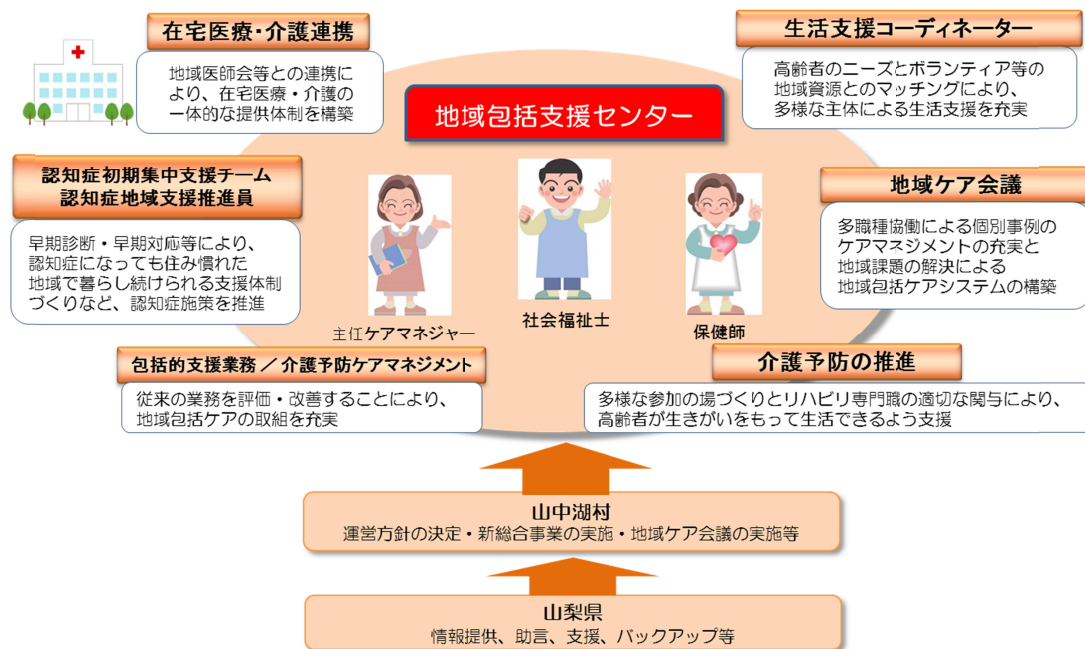 在宅医療・介護連携
地域医師会等との連携に
より、在宅医療・介護の
一体的な提供体制を構築
生活支援コーディネーター
高齢者のニーズとボランティア等の
地域資源とのマッチングにより、
多様な主体による生活支援を充実
地域包括支援センター
認知症初期集中支援チーム
認知症地域支援推進員
早期診断・早期対応等により、
認知症になっても住み慣れた
地域で暮らし続けられる支援体制
づくりなど、認知症施策を推進
地域ケア会議
多職種協働による個別事例の
ケアマネジメントの充実と
地域課題の解決による
地域包括ケアシステムの構築
主任ケアマネジャー
社会福祉士
保健師
包括的支援業務／介護予防ケアマネジメント
従来の業務を評価・改善することにより、
地域包括ケアの取組を充実
介護予防の推進
多様な参加の場づくりとリハビリ専門職の適切な関与により、
高齢者が生きがいをもって生活できるよう支援
山中湖村
運営方針の決定・新総合事業の実施・地域ケア会議の実施等
山梨県
情報提供、助言、支援、バックアップ等